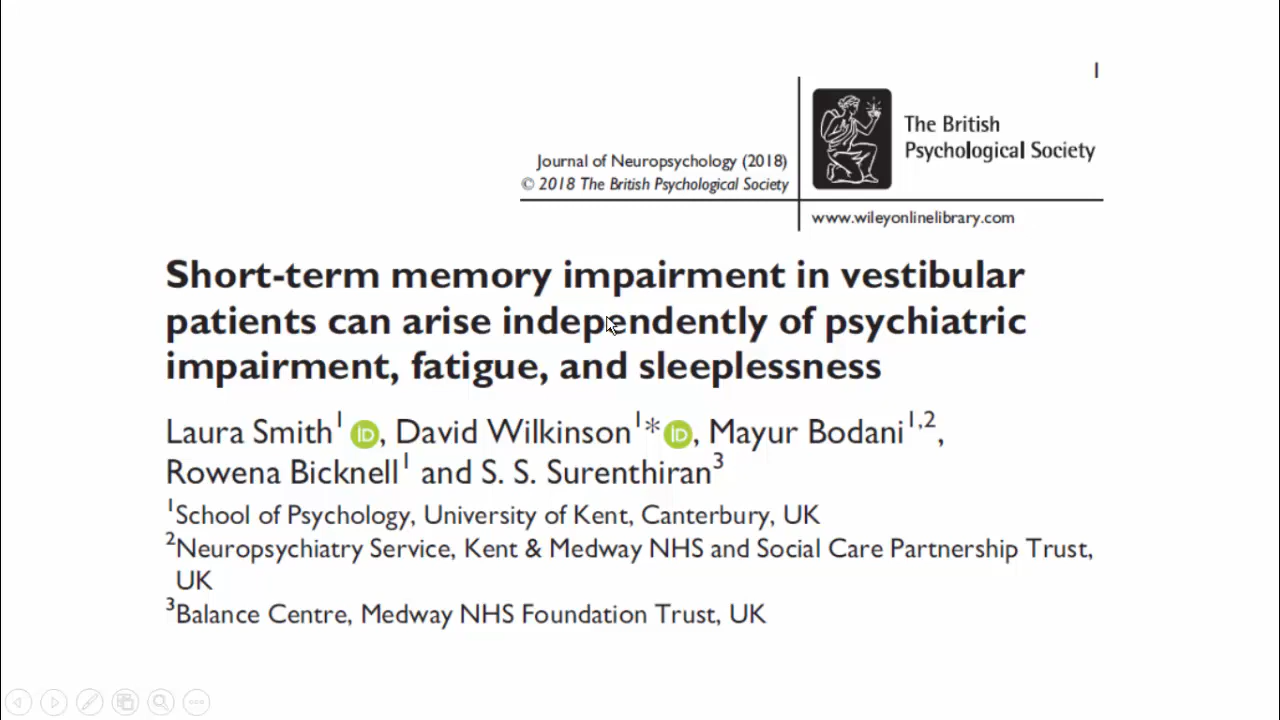 1
The British
Psychological Society
Journal of Neuropsychology (2018)
© 2018 The British Psychological Society
www.wileyonlinelibrary.com
Short-term memory impairment in vestibular
patients can arise independently of psychiatric
impairment, fatigue, and sleeplessness
Laura Smith¹ iD, David Wilkinson¹* iD, Mayur Bodani¹,²,
Rowena Bicknell¹ and S. S. Surenthiran³
¹School of Psychology, University of Kent, Canterbury, UK
²Neuropsychiatry Service, Kent & Medway NHS and Social Care Partnership Trust,
UK
³Balance Centre, Medway NHS Foundation Trust, UK